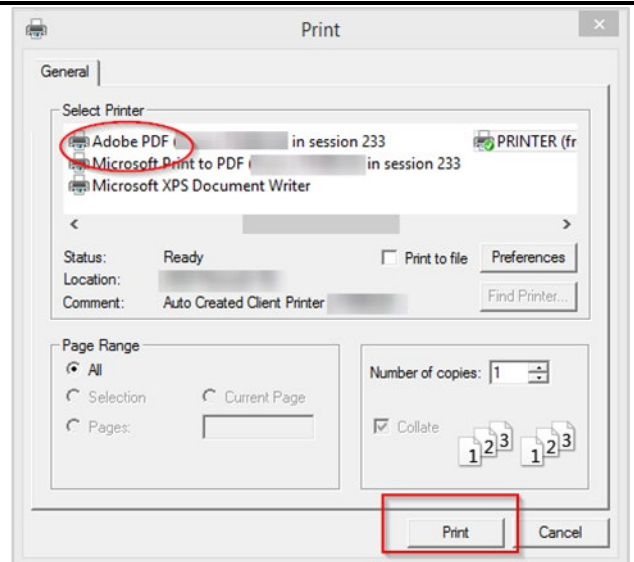 Print
General
Select Printer
Adobe PDF ( in session 233 PRINTER (fr
Microsoft Print to PDF ( in session 233
Microsoft XPS Document Writer
Status: Ready Print to file Preferences
Location:
Comment: Auto Created Client Printer Find Printer...
Page Range
All Number of copies: 1
Selection Current Page Collate
Pages: 1 2 3 1 2 3
Print Cancel